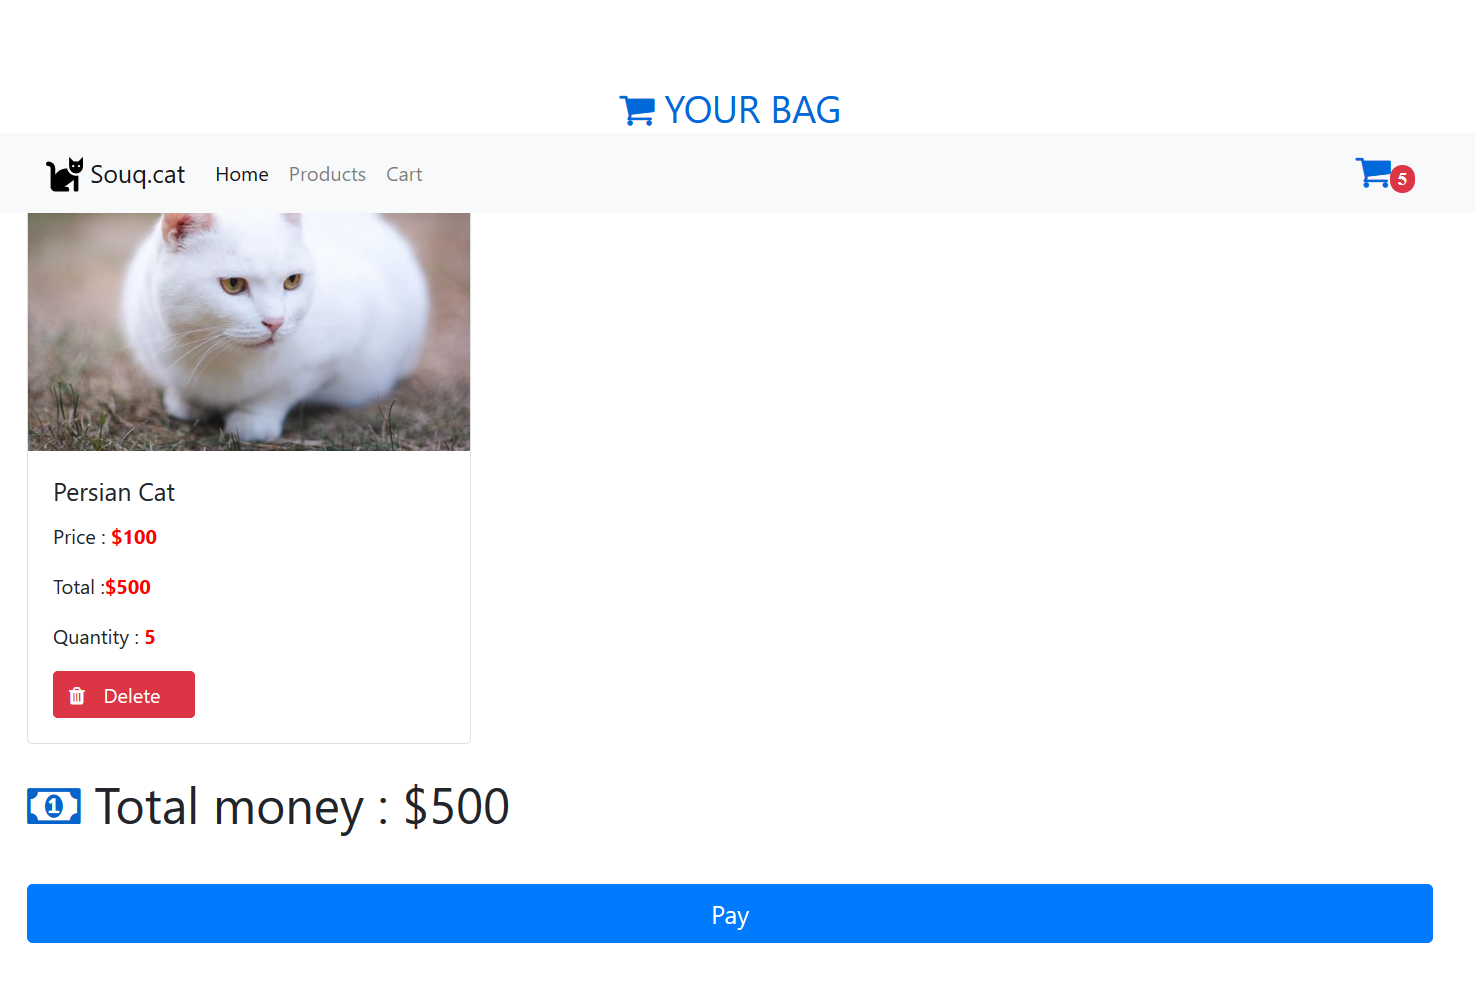 YOUR BAG
Souq.cat Home Products Cart 5
Persian Cat
Price : $100
Total :$500
Quantity : 5
Delete
1 Total money : $500
Pay